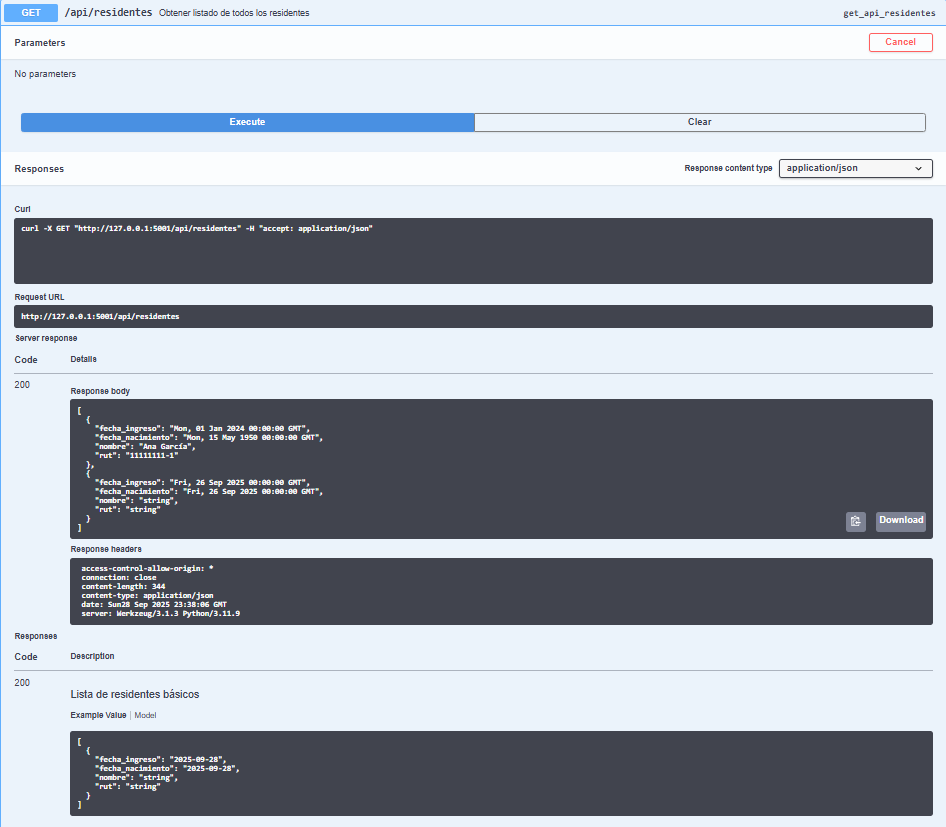 GET /api/residentes Obtener listado de todos los residentes get_api_residentes
Parameters Cancel
No parameters
Execute Clear
Responses Response content type application/json
Curl
curl -X GET "http://127.0.0.1:5001/api/residentes" -H "accept: application/json"
Request URL
http://127.0.0.1:5001/api/residentes
Server response
Code Details
200
Response body
[
  {
    "fecha_ingreso": "Mon, 01 Jan 2024 00:00:00 GMT",
    "fecha_nacimiento": "Mon, 15 May 1950 00:00:00 GMT",
    "nombre": "Ana García",
    "rut": "11111111-1"
  },
  {
    "fecha_ingreso": "Fri, 26 Sep 2025 00:00:00 GMT",
    "fecha_nacimiento": "Fri, 26 Sep 2025 00:00:00 GMT",
    "nombre": "string",
    "rut": "string"
  }
]
Download
Response headers
access-control-allow-origin: *
connection: close
content-length: 344
content-type: application/json
date: Sun28 Sep 2025 23:38:06 GMT
server: Werkzeug/3.1.3 Python/3.11.9
Responses
Code Description
200
Lista de residentes básicos
Example Value | Model
[
  {
    "fecha_ingreso": "2025-09-28",
    "fecha_nacimiento": "2025-09-28",
    "nombre": "string",
    "rut": "string"
  }
]